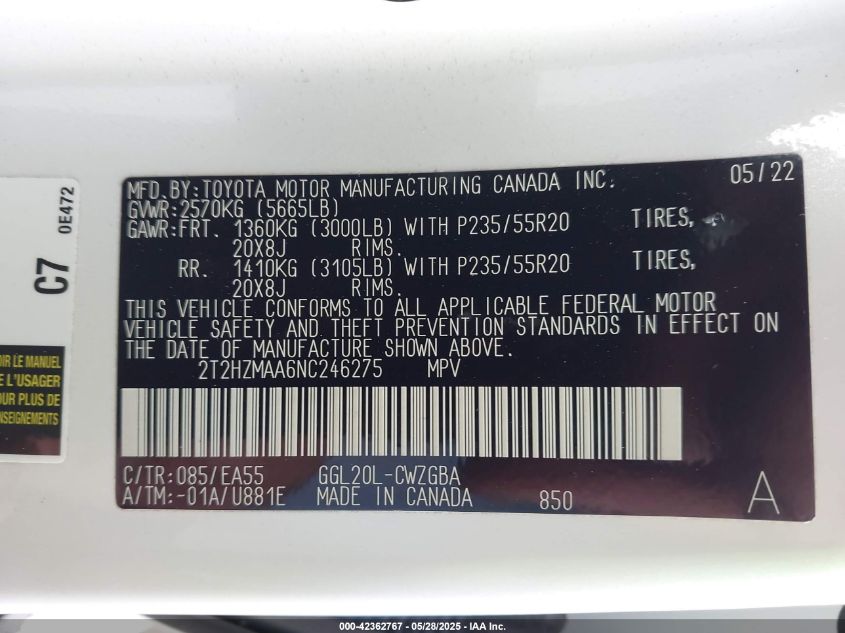 MFD.BY:TOYOTA MOTOR MANUFACTURING CANADA INC. 05/22
GVWR:2570KG (5665LB)
GAWR:FRT. 1360KG (3000LB) WITH P235/55R20 TIRES,
20X8J RIMS.
RR. 1410KG (3105LB) WITH P235/55R20 TIRES,
20X8J RIMS.
THIS VEHICLE CONFORMS TO ALL APPLICABLE FEDERAL MOTOR
VEHICLE SAFETY AND THEFT PREVENTION STANDARDS IN EFFECT ON
THE DATE OF MANUFACTURE SHOWN ABOVE.
2T2HZMAA6NC246275 MPV
C/TR:085/EA55 GGL20L-CWZGBA
A/TM:-01A/U881E MADE IN CANADA 850 A
C7
0E472
OIR LE MANUEL
E L'USAGER
OUR PLUS DE
NSEIGNEMENTS
000-42362767 - 05/28/2025 - IAA Inc.